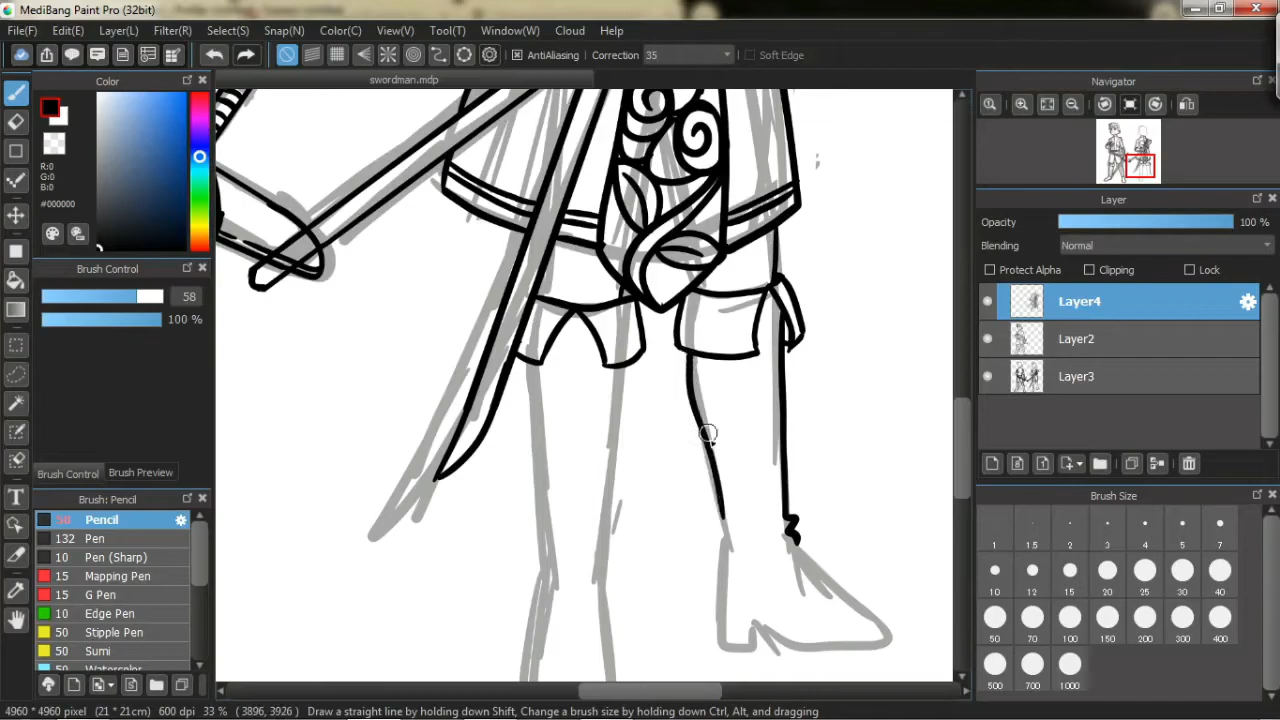 MediBang Paint Pro (32bit)
File(F) Edit(E) Layer(L) Filter(R) Select(S) Snap(N) Color(C) View(V) Tool(T) Window(W) Cloud Help
AntiAliasing Correction 35 Soft Edge
swordman.mdp
Color
R:0
G:0
B:0
#000000
Brush Control
58
100 %
Brush Control Brush Preview
Brush: Pencil
58 Pencil
132 Pen
10 Pen (Sharp)
15 Mapping Pen
15 G Pen
10 Edge Pen
50 Stipple Pen
50 Sumi
50 Watercolor
Navigator
Layer
Opacity 100 %
Blending Normal
Protect Alpha Clipping Lock
Layer4
Layer2
Layer3
Brush Size
1 1.5 2 3 4 5 7
10 12 15 20 25 30 40
50 70 100 150 200 300 400
500 700 1000
4960 * 4960 pixel (21 * 21cm) 600 dpi 33 % ( 3896, 3926 ) Draw a straight line by holding down Shift, Change a brush size by holding down Ctrl, Alt, and dragging